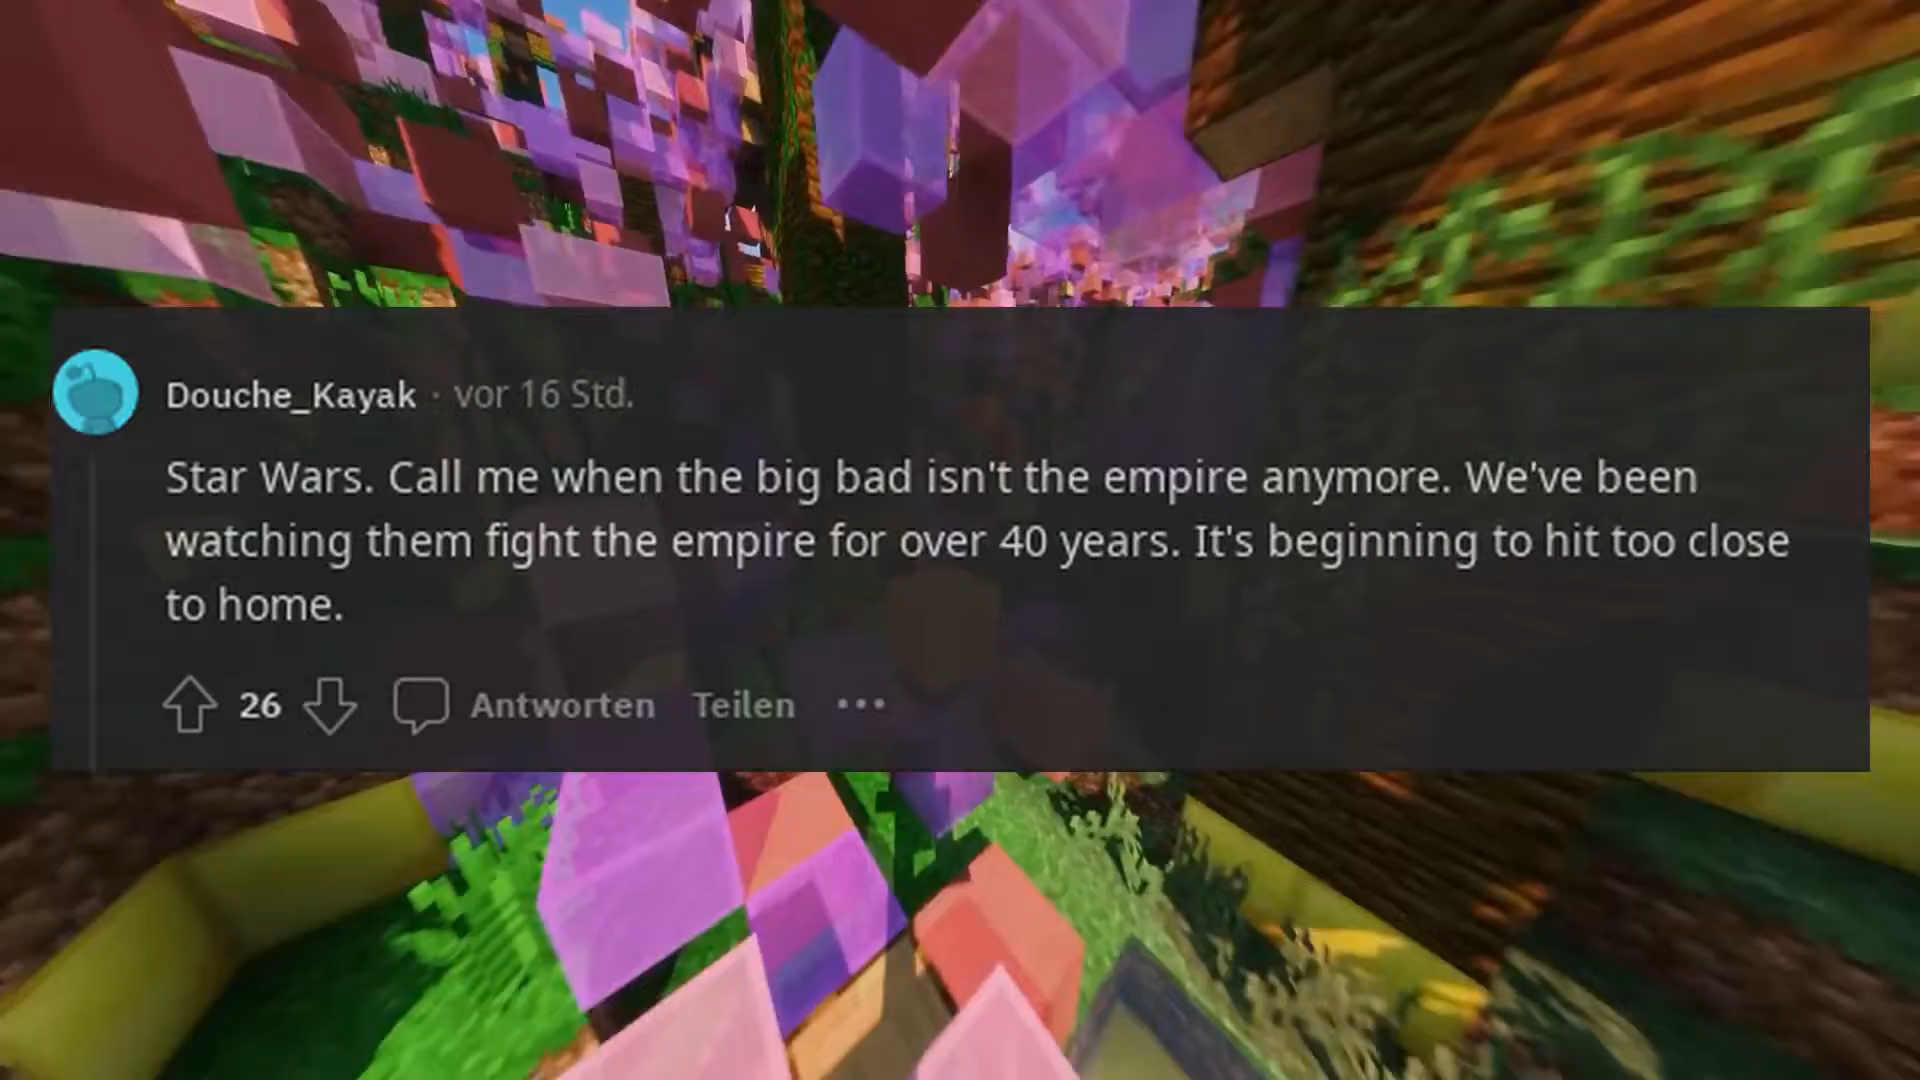 Douche_Kayak · vor 16 Std.
Star Wars. Call me when the big bad isn't the empire anymore. We've been
watching them fight the empire for over 40 years. It's beginning to hit too close
to home.
26 Antworten Teilen ...